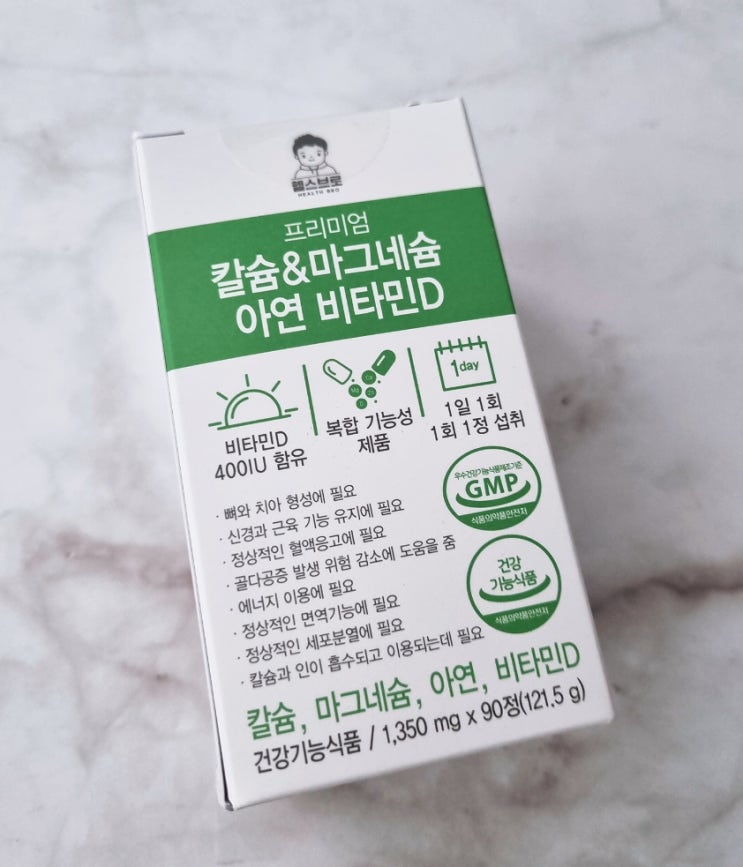 헬스브로
HEALTH BRO
프리미엄
칼슘&마그네슘
아연 비타민D
비타민D
400IU 함유
Mg
Ca
D
복합 기능성
제품
1day
1일 1회
1회 1정 섭취
· 뼈와 치아 형성에 필요
· 신경과 근육 기능 유지에 필요
· 정상적인 혈액응고에 필요
· 골다공증 발생 위험 감소에 도움을 줌
· 에너지 이용에 필요
· 정상적인 면역기능에 필요
· 정상적인 세포분열에 필요
· 칼슘과 인이 흡수되고 이용되는데 필요
우수건강기능식품제조기준
GMP
식품의약품안전처
건강
기능식품
식품의약품안전처
칼슘, 마그네슘, 아연, 비타민D
건강기능식품 / 1,350 mg x 90정(121.5 g)